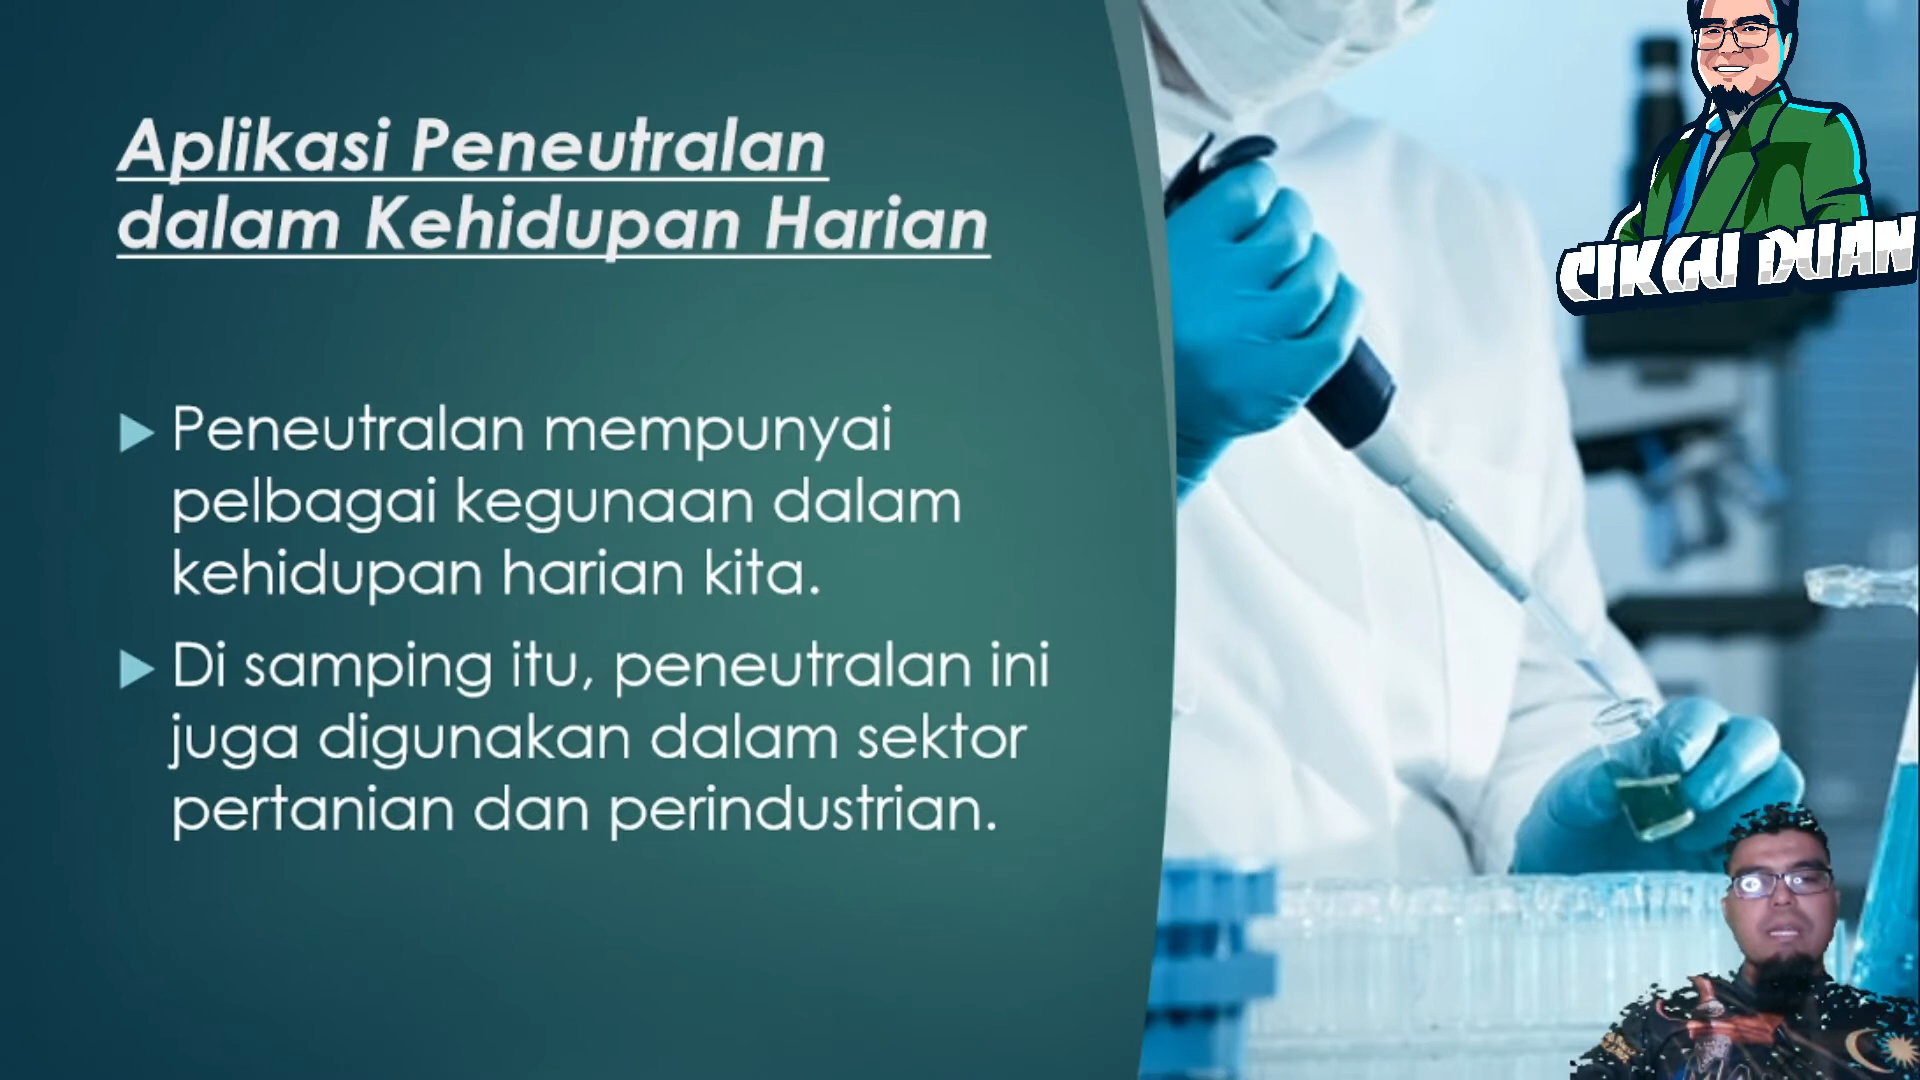 Aplikasi Peneutralan
dalam Kehidupan Harian
Peneutralan mempunyai
pelbagai kegunaan dalam
kehidupan harian kita.
Di samping itu, peneutralan ini
juga digunakan dalam sektor
pertanian dan perindustrian.
CIKGU DUAN